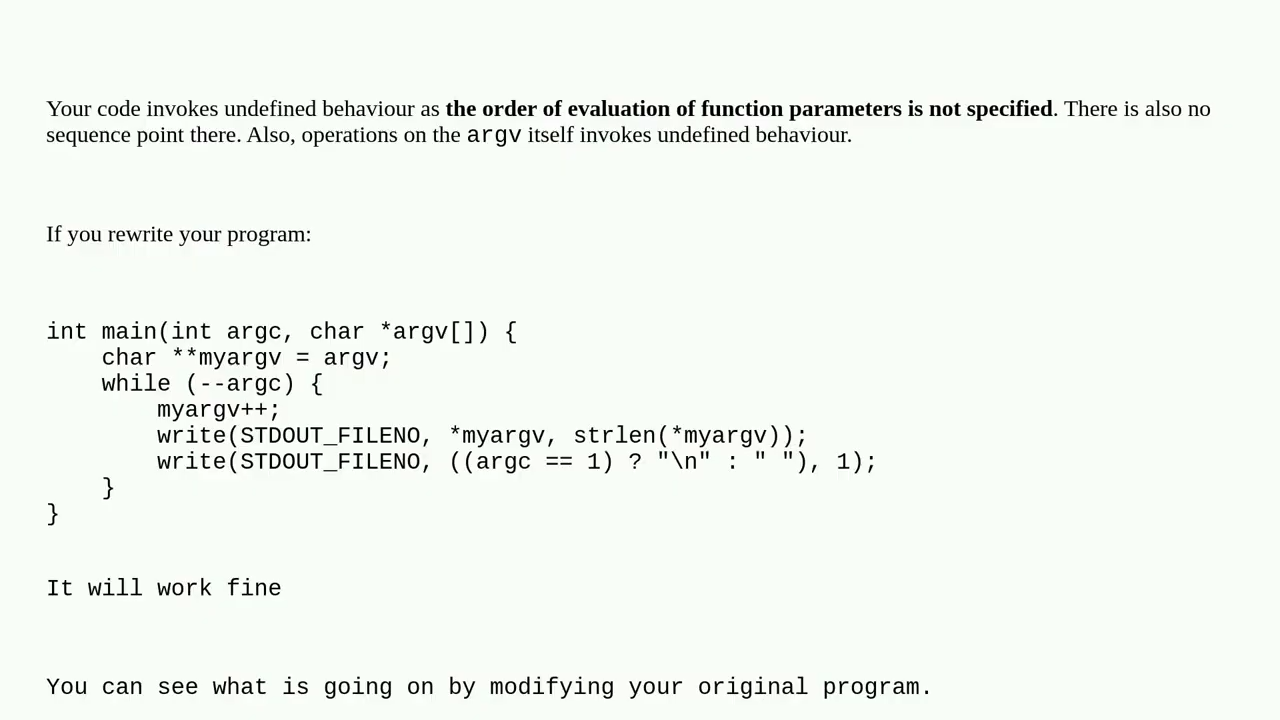 Your code invokes undefined behaviour as the order of evaluation of function parameters is not specified. There is also no
sequence point there. Also, operations on the argv itself invokes undefined behaviour.
If you rewrite your program:
int main(int argc, char *argv[]) {
    char **myargv = argv;
    while (--argc) {
        myargv++;
        write(STDOUT_FILENO, *myargv, strlen(*myargv));
        write(STDOUT_FILENO, ((argc == 1) ? "\n" : " "), 1);
    }
}
It will work fine
You can see what is going on by modifying your original program.